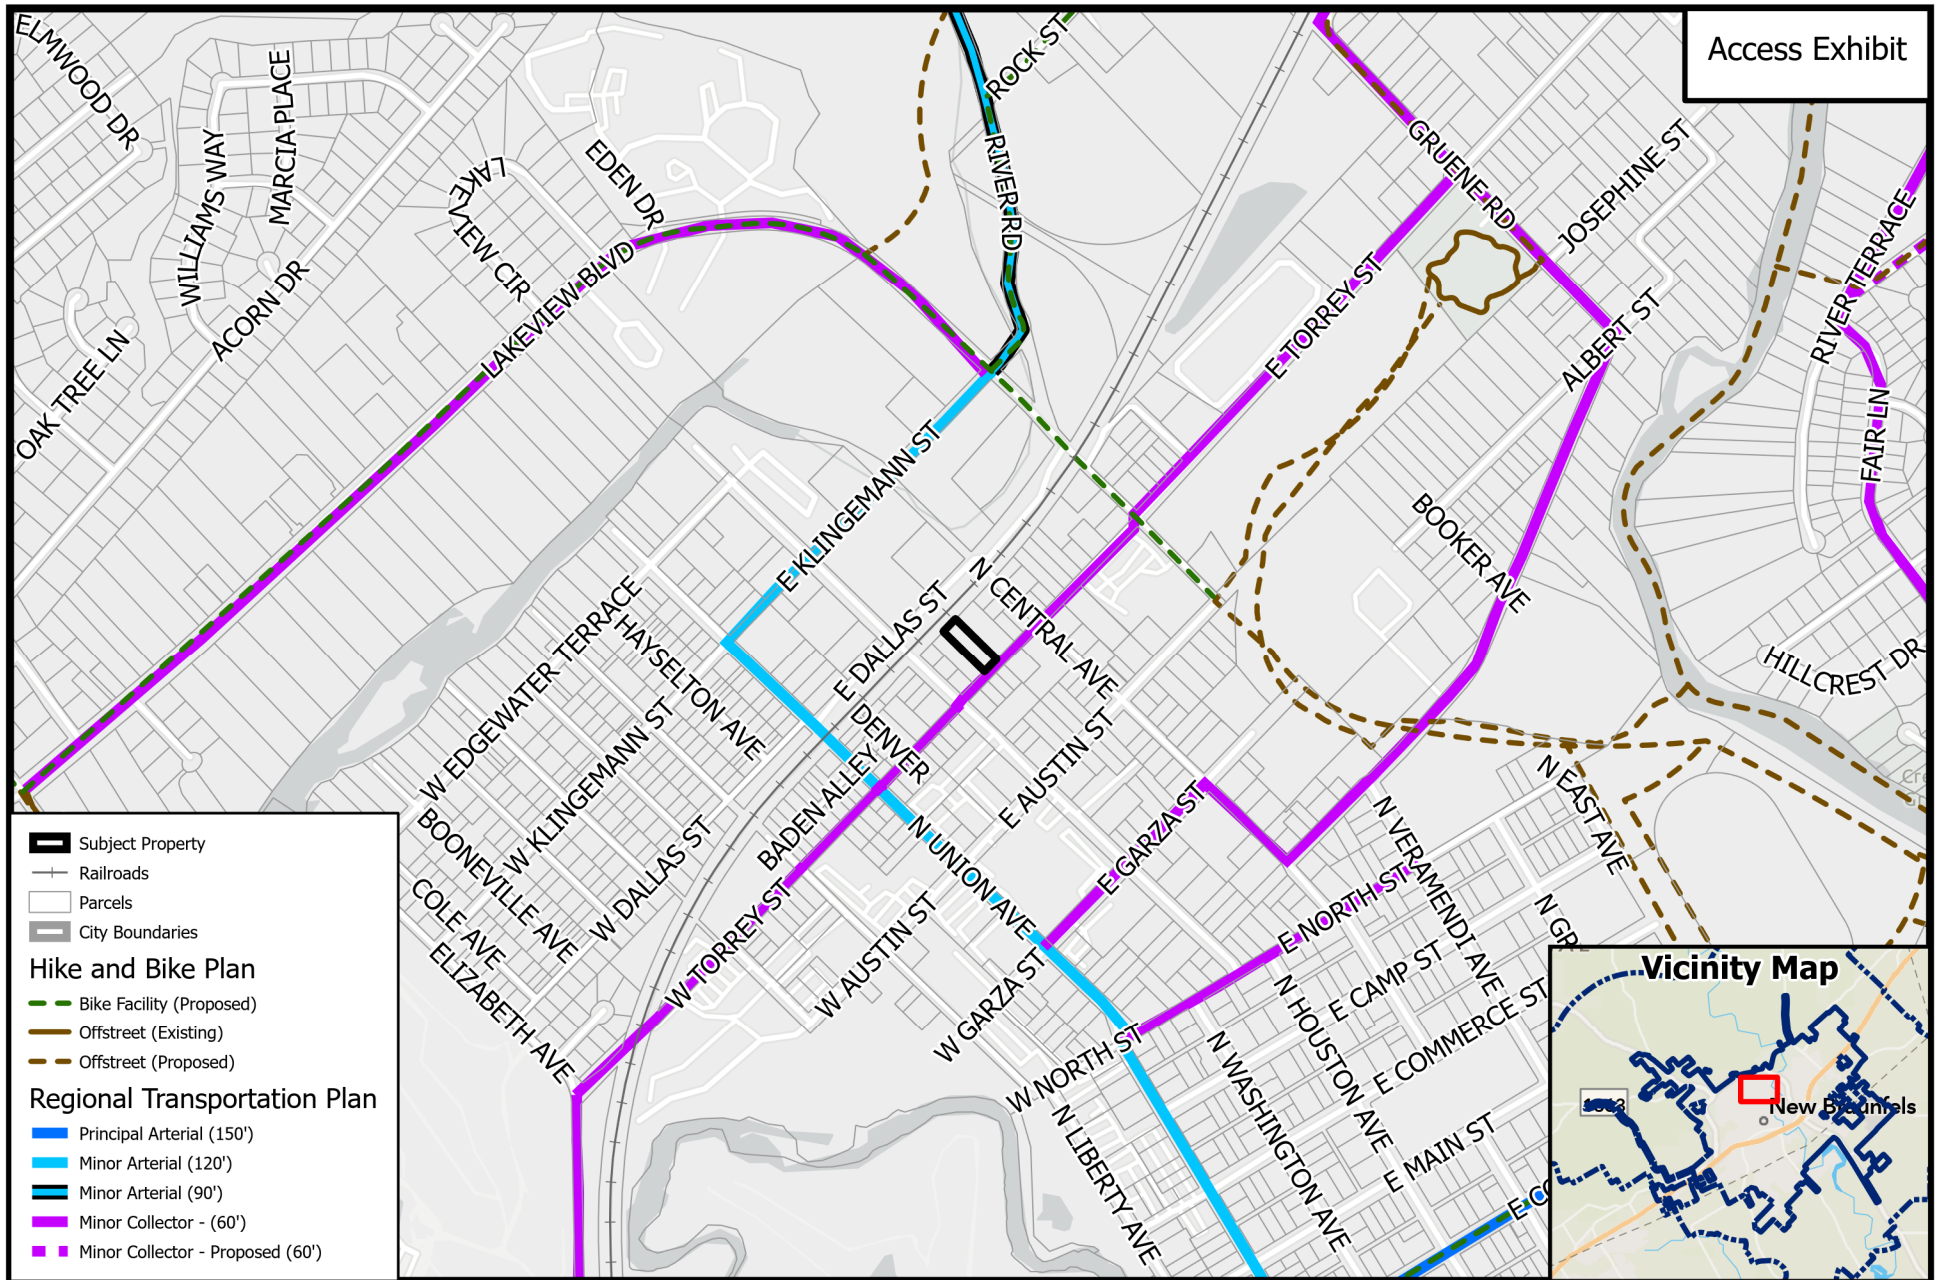 Access Exhibit
ELMWOOD DR
WILLIAMS WAY
MARCIA PLACE
LAKEVIEW CIR
EDEN DR
ROCK ST
RIVER RD
GRUENE RD
JOSEPHINE ST
RIVER TERRACE
ACORN DR
OAK TREE LN
LAKEVIEW BLVD
E TORREY ST
ALBERT ST
FAIR LN
E KLINGEMANN ST
BOOKER AVE
N CENTRAL AVE
E DALLAS ST
HILLCREST DR
W EDGEWATER TERRACE
HAYSELTON AVE
W KLINGEMANN ST
DENVER
BADEN ALLEY
E AUSTIN ST
N EAST AVE
BOONEVILLE AVE
W DALLAS ST
N UNION AVE
E GARZA ST
N VERAMENDI AVE
COLE AVE
ELIZABETH AVE
W TORREY ST
W AUSTIN ST
W GARZA ST
E NORTH ST
E CAMP ST
N GR
N HOUSTON AVE
E COMMERCE ST
W NORTH ST
N WASHINGTON AVE
N LIBERTY AVE
E MAIN ST
E CO
Subject Property
Railroads
Parcels
City Boundaries
Hike and Bike Plan
Bike Facility (Proposed)
Offstreet (Existing)
Offstreet (Proposed)
Regional Transportation Plan
Principal Arterial (150')
Minor Arterial (120')
Minor Arterial (90')
Minor Collector - (60')
Minor Collector - Proposed (60')
Vicinity Map
New Braunfels